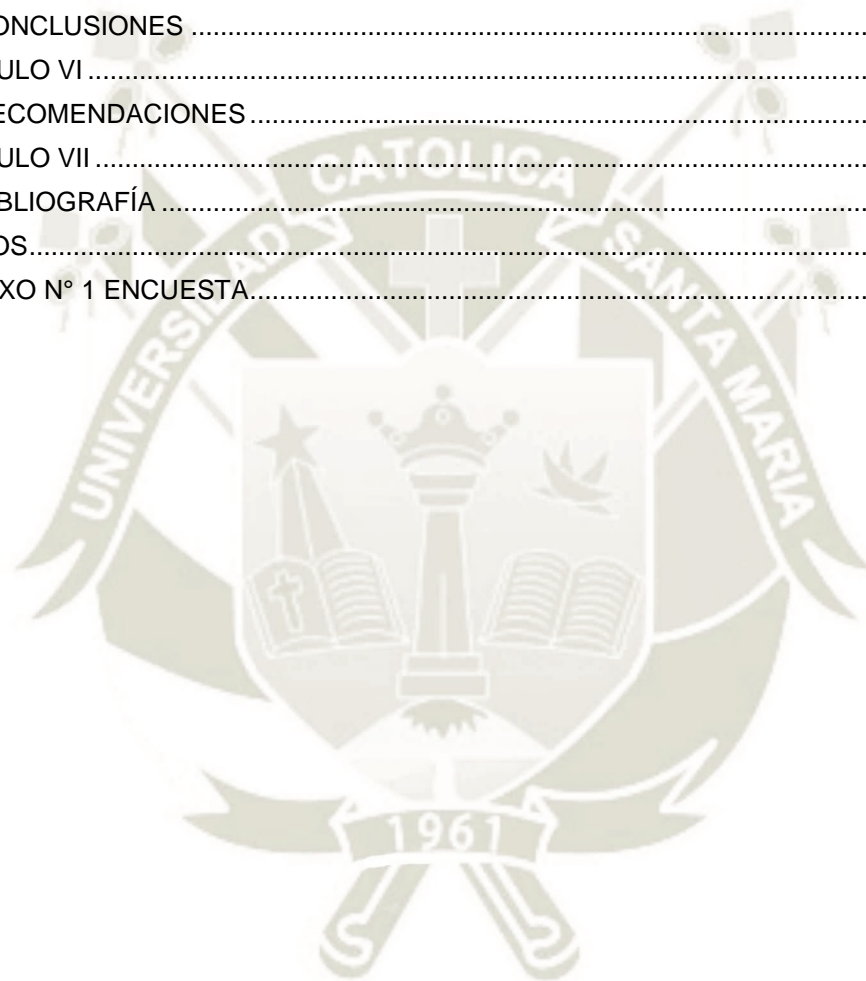 ONCLUSIONES ..........................................................................................
ULO VI ........................................................................................................
ECOMENDACIONES ...................................................................................
ULO VII .......................................................................................................
BLIOGRAFÍA ..............................................................................................
OS................................................................................................................
XO N° 1 ENCUESTA...................................................................................
UNIVERSIDAD CATOLICA SANTA MARIA
1961